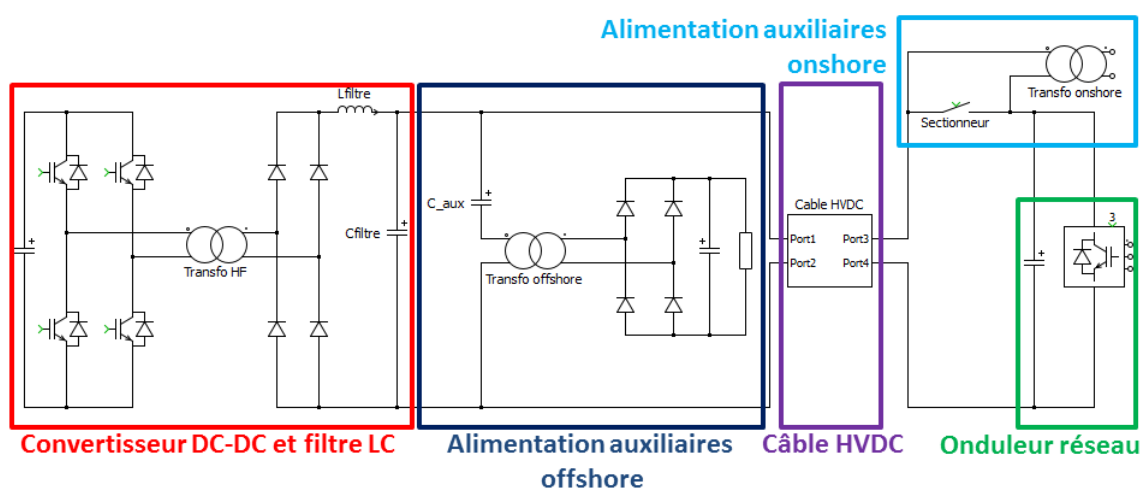 Alimentation auxiliaires
onshore
Transfo onshore
Sectionneur
Lfiltre
C_aux
Cfiltre
Transfo HF
Transfo offshore
Cable HVDC
Port1
Port3
Port2
Port4
3
Convertisseur DC-DC et filtre LC
Alimentation auxiliaires
offshore
Câble HVDC
Onduleur réseau